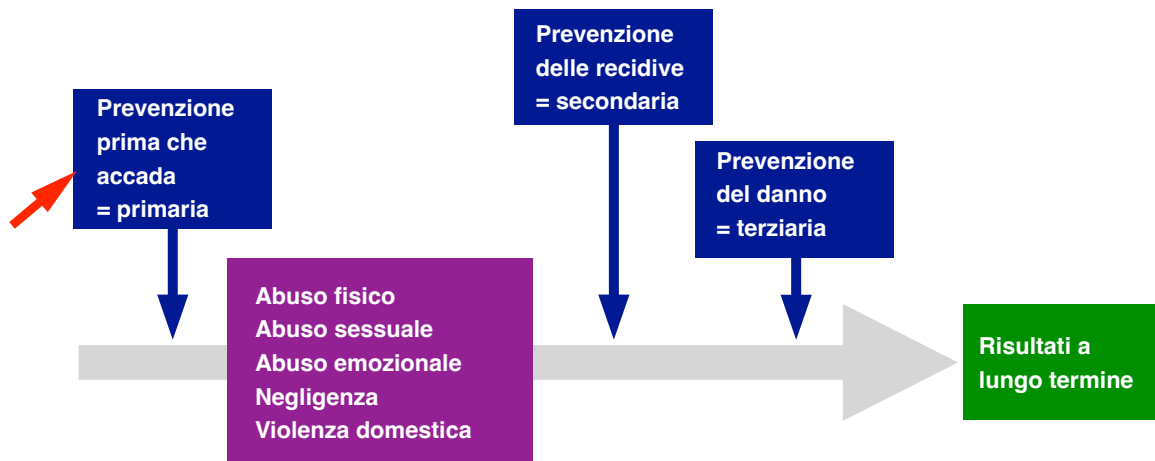 Prevenzione
prima che
accada
= primaria
Prevenzione
delle recidive
= secondaria
Prevenzione
del danno
= terziaria
Abuso fisico
Abuso sessuale
Abuso emozionale
Negligenza
Violenza domestica
Risultati a
lungo termine